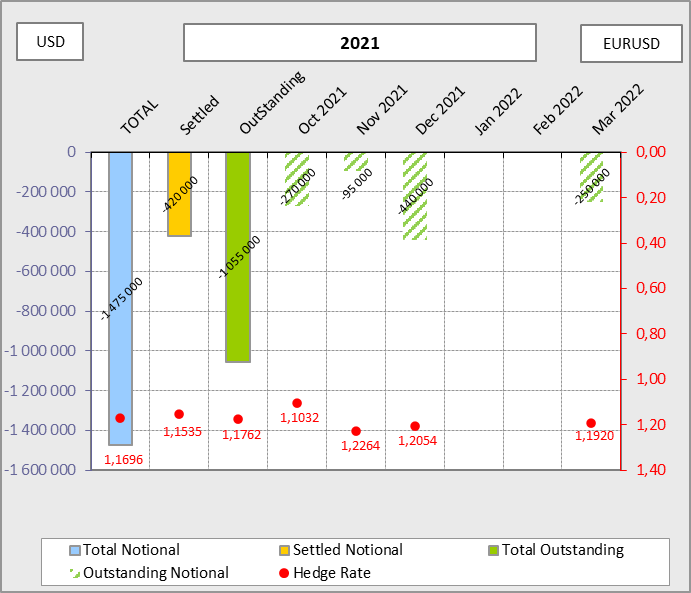 USD
2021
EURUSD
TOTAL
Settled
OutStanding
Oct 2021
Nov 2021
Dec 2021
Jan 2022
Feb 2022
Mar 2022
0
-200 000
-400 000
-600 000
-800 000
-1 000 000
-1 200 000
-1 400 000
-1 600 000
0,00
0,20
0,40
0,60
0,80
1,00
1,20
1,40
-1 475 000
-420 000
-1 055 000
-270 000
-95 000
-440 000
-250 000
1,1696
1,1535
1,1762
1,1032
1,2264
1,2054
1,1920
Total Notional
Settled Notional
Total Outstanding
Outstanding Notional
Hedge Rate